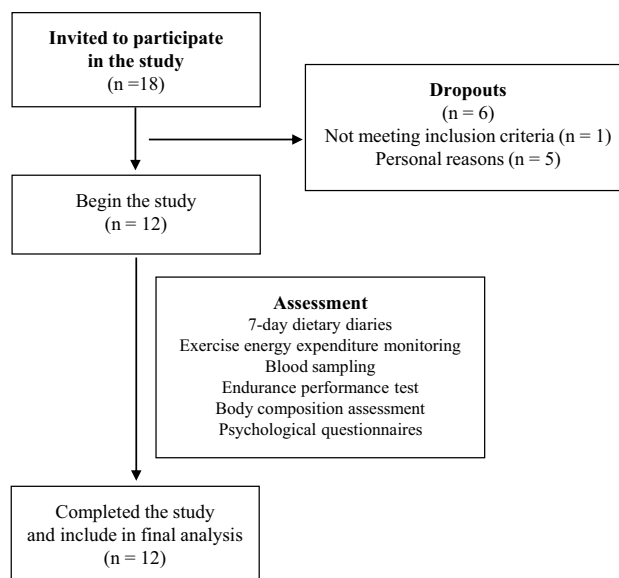 Invited to participate
in the study
(n =18)
Dropouts
(n = 6)
Not meeting inclusion criteria (n = 1)
Personal reasons (n = 5)
Begin the study
(n = 12)
Assessment
7-day dietary diaries
Exercise energy expenditure monitoring
Blood sampling
Endurance performance test
Body composition assessment
Psychological questionnaires
Completed the study
and include in final analysis
(n = 12)